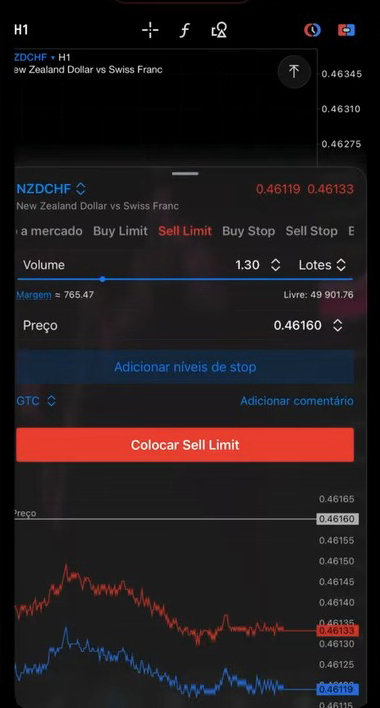 H1
ZDCHF • H1
ew Zealand Dollar vs Swiss Franc
0.46345
0.46310
0.46275
NZDCHF
0.46119 0.46133
New Zealand Dollar vs Swiss Franc
a mercado Buy Limit Sell Limit Buy Stop Sell Stop
Volume 1.30 Lotes
Margem ≈ 765.47 Livre: 49 901.76
Preço 0.46160
Adicionar níveis de stop
GTC Adicionar comentário
Colocar Sell Limit
0.46165
Preço 0.46160
0.46155
0.46150
0.46145
0.46140
0.46135
0.46133
0.46130
0.46125
0.46119
0.46115